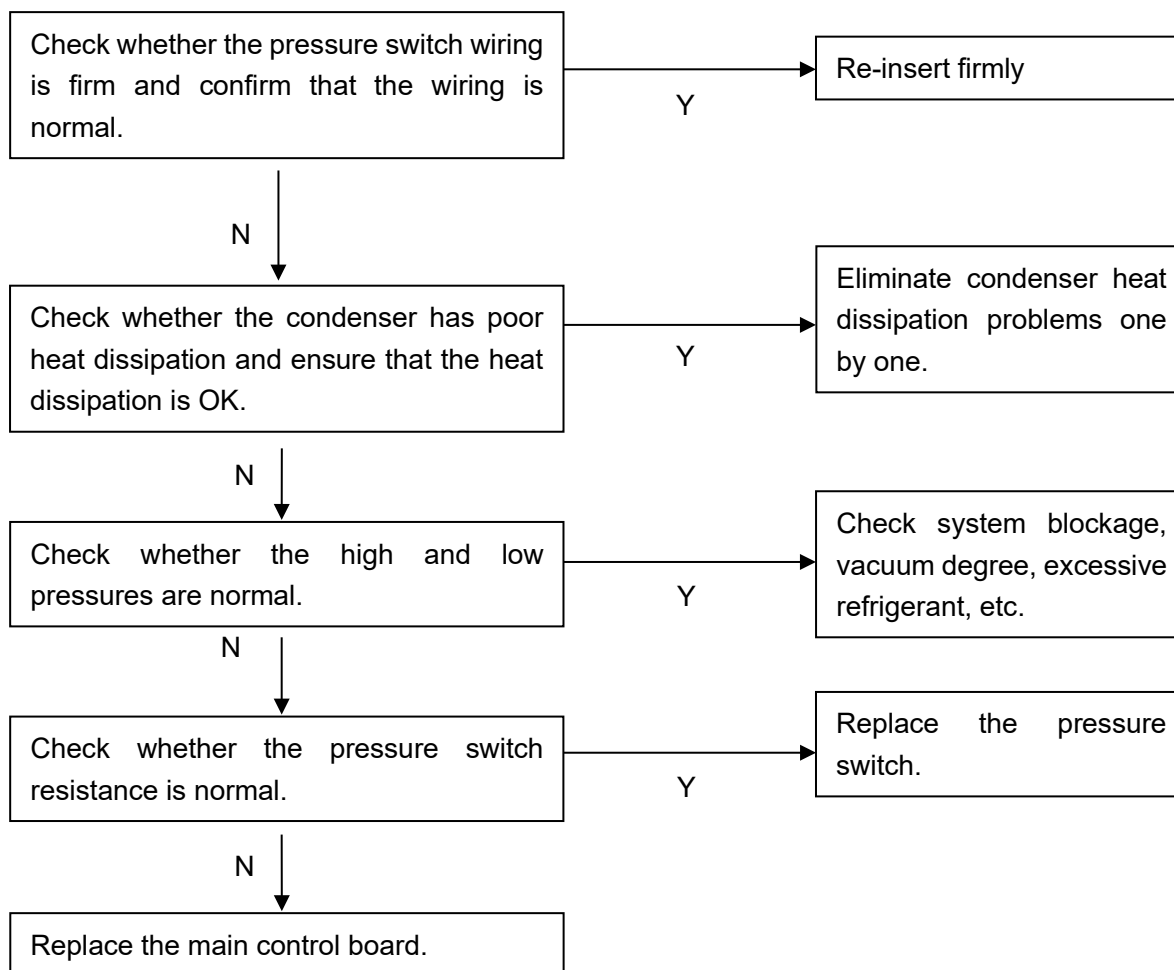 Check whether the pressure switch wiring
is firm and confirm that the wiring is
normal.
Re-insert firmly
Y
N
Check whether the condenser has poor
heat dissipation and ensure that the heat
dissipation is OK.
Eliminate condenser heat
dissipation problems one
by one.
Y
N
Check whether the high and low
pressures are normal.
Check system blockage,
vacuum degree, excessive
refrigerant, etc.
Y
N
Check whether the pressure switch
resistance is normal.
Replace the pressure
switch.
Y
N
Replace the main control board.